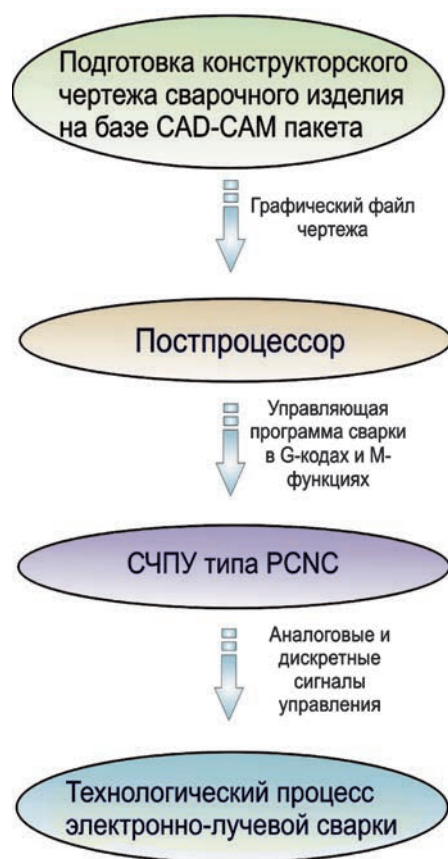 Подготовка конструкторского
чертежа сварочного изделия
на базе CAD-CAM пакета
Графический файл
чертежа
Постпроцессор
Управляющая
программа сварки
в G-кодах и М-
функциях
СЧПУ типа PCNC
Аналоговые и
дискретные
сигналы
управления
Технологический процесс
электронно-лучевой сварки